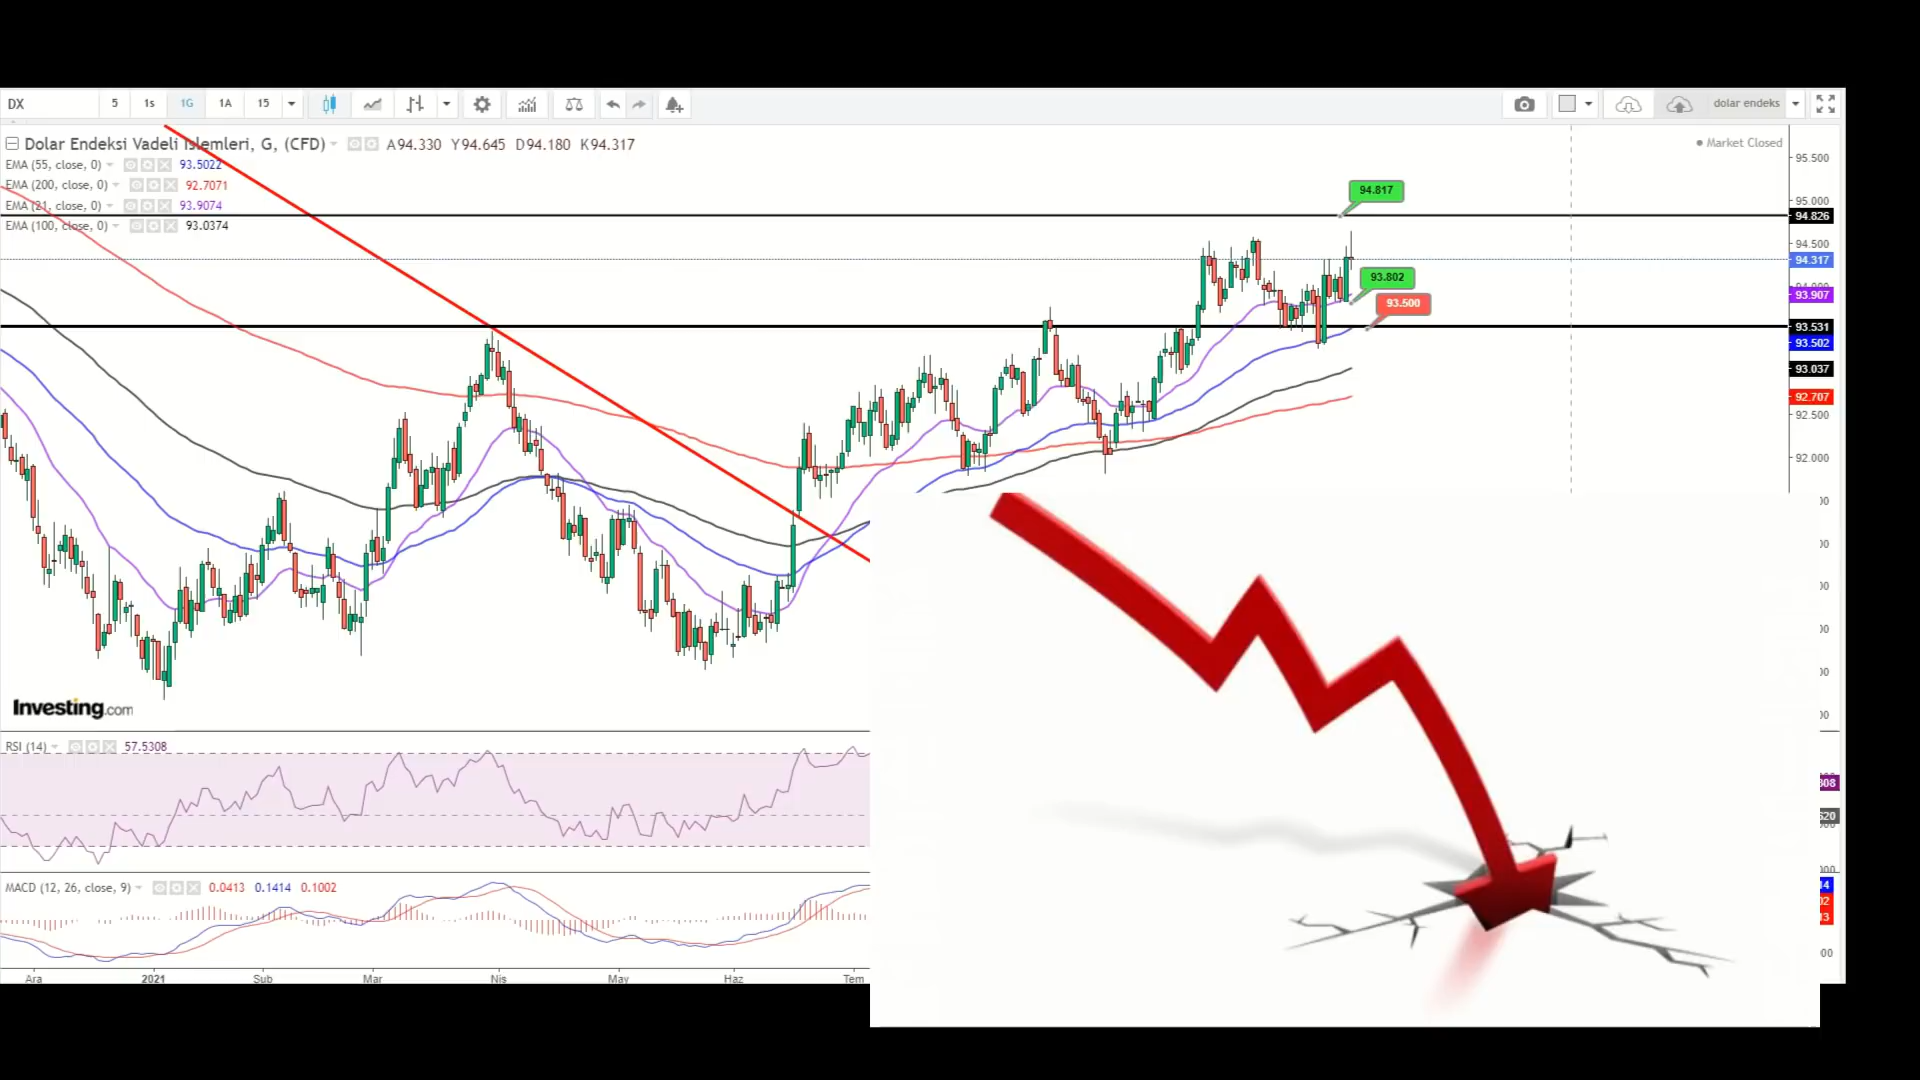 DX 5 1s 1G 1A 15 dolar endeks
Dolar Endeksi Vadeli İşlemleri, G, (CFD) A94.330 Y94.645 D94.180 K94.317
Market Closed
EMA (55, close, 0) 93.5022
EMA (200, close, 0) 92.7071
EMA (21, close, 0) 93.9074
EMA (100, close, 0) 93.0374
94.817
93.802
93.500
95.500
95.000
94.826
94.500
94.317
93.907
93.531
93.502
93.037
92.707
92.500
92.000
Investing.com
RSI (14) 57.5308
MACD (12, 26, close, 9) 0.0413 0.1414 0.1002
Ara 2021 Şub Mar Nis May Haz Tem